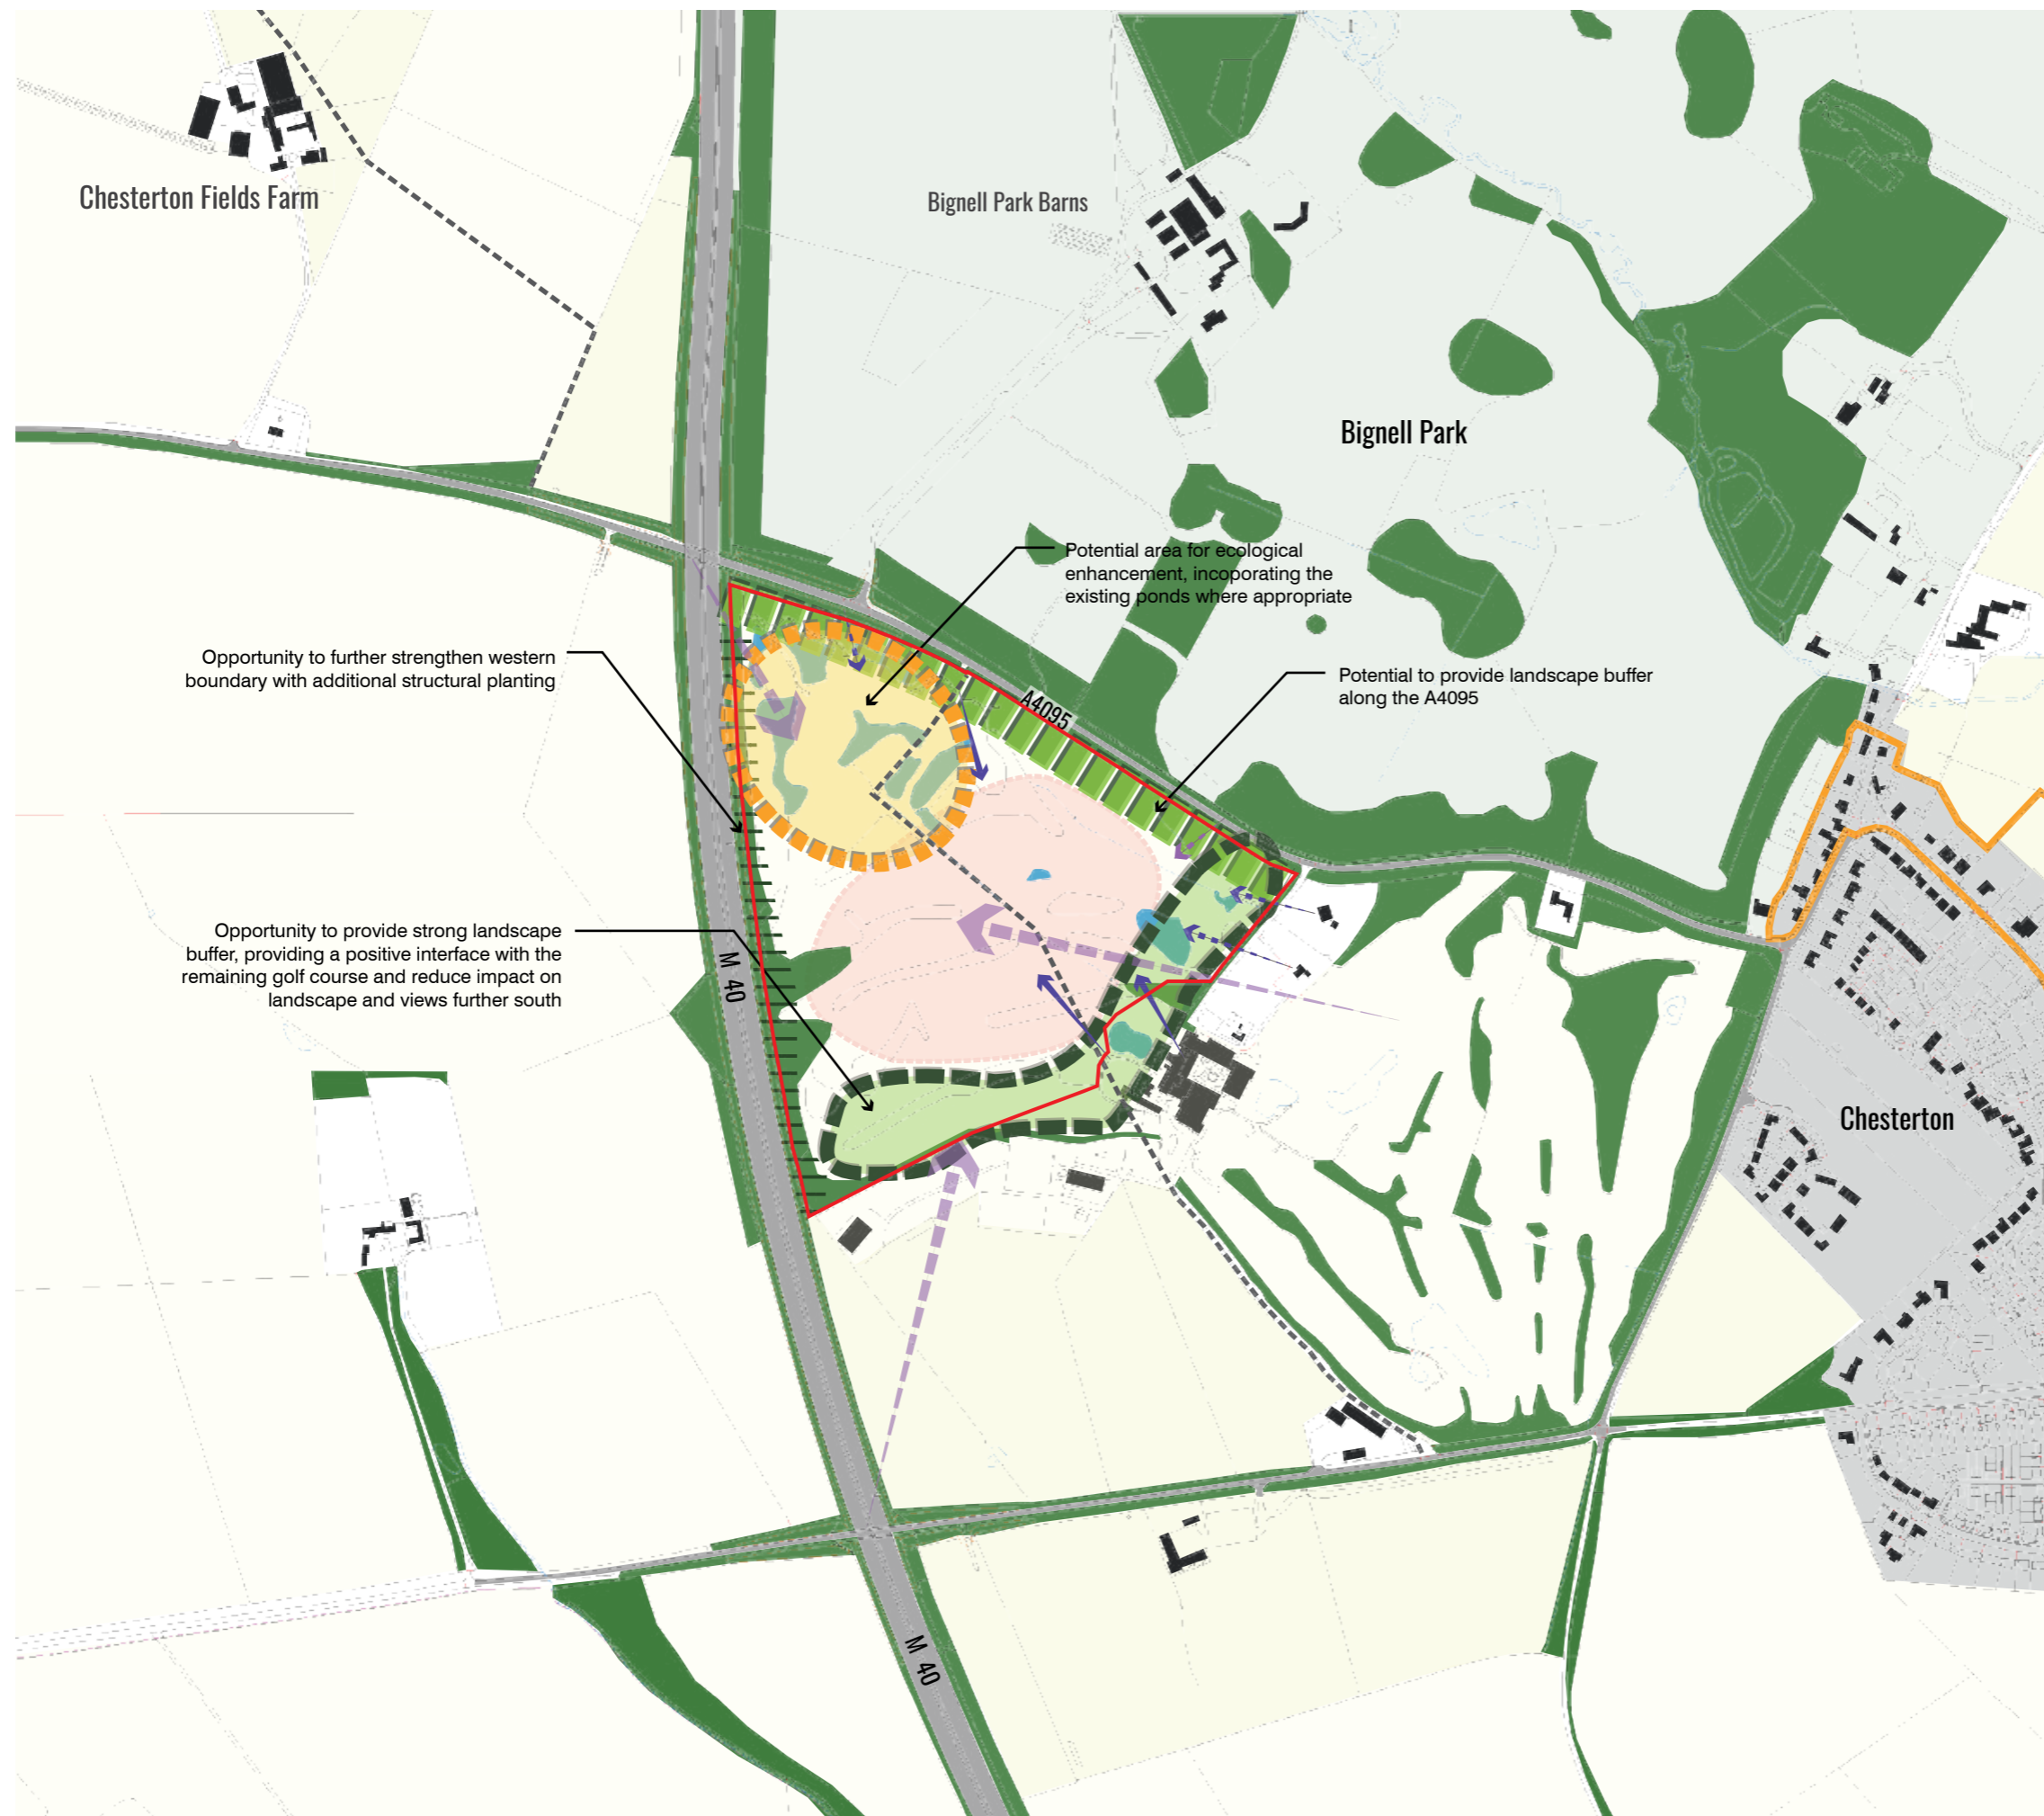 Chesterton Fields Farm
Bignell Park Barns
Bignell Park
Potential area for ecological
enhancement, incoporating the
existing ponds where appropriate
Opportunity to further strengthen western
boundary with additional structural planting
Potential to provide landscape buffer
along the A4095
A4095
Opportunity to provide strong landscape
buffer, providing a positive interface with the
remaining golf course and reduce impact on
landscape and views further south
M 40
Chesterton
M 40